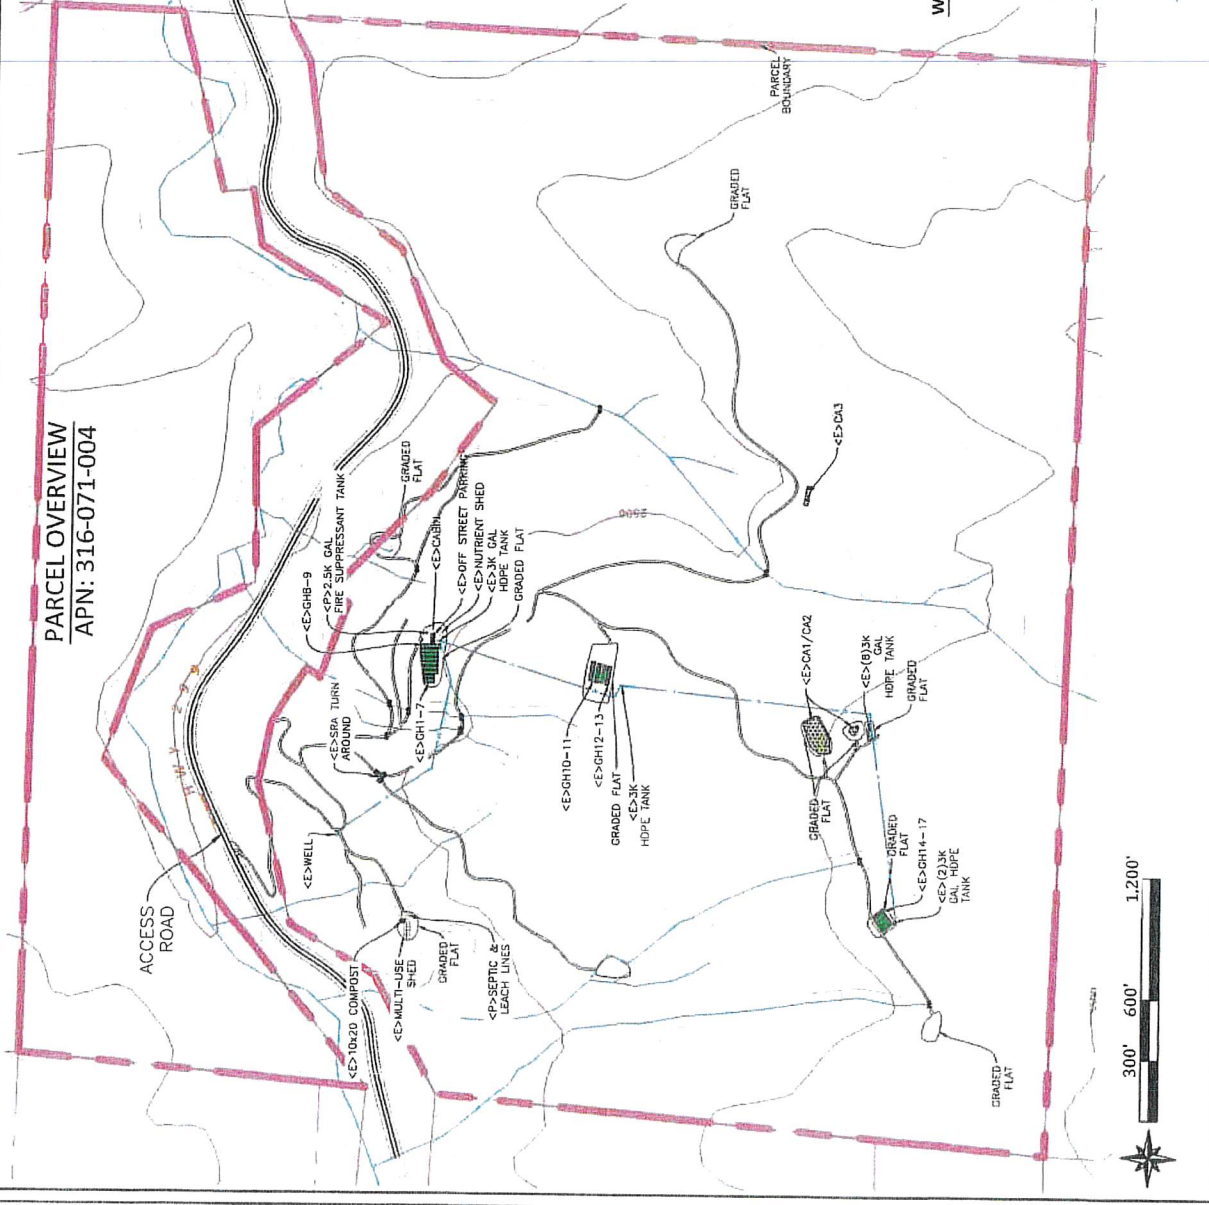 PARCEL OVERVIEW
APN: 316-071-004
W
PARCEL
BOUNDARY
GRADED
FLAT
<E>CA3
GRADED
FLAT
<P>2.5K GAL
FIRE SUPPRESSANT TANK
<E>GH8-9
<E>CABIN
<E>OFF STREET PARKING
<E>NUTRIENT SHED
<E>3K GAL
HDPE TANK
GRADED FLAT
2500
HWY 299
<E>SRA TURN
AROUND
<E>GH1-7
<E>GH10-11
<E>GH12-13
GRADED FLAT
<E>3K
HDPE TANK
<E>CA1/CA2
<E>(8)3K
GAL
HDPE TANK
GRADED
FLAT
GRADED
FLAT
<E>WELL
ACCESS
ROAD
GRADED
FLAT
<E>GH14-17
<E>(2)3K
GAL HDPE
TANK
<E>10x20 COMPOST
<E>MULTI-USE
SHED
GRADED
FLAT
<P>SEPTIC &
LEACH LINES
GRADED
FLAT
300'
600'
1,200'